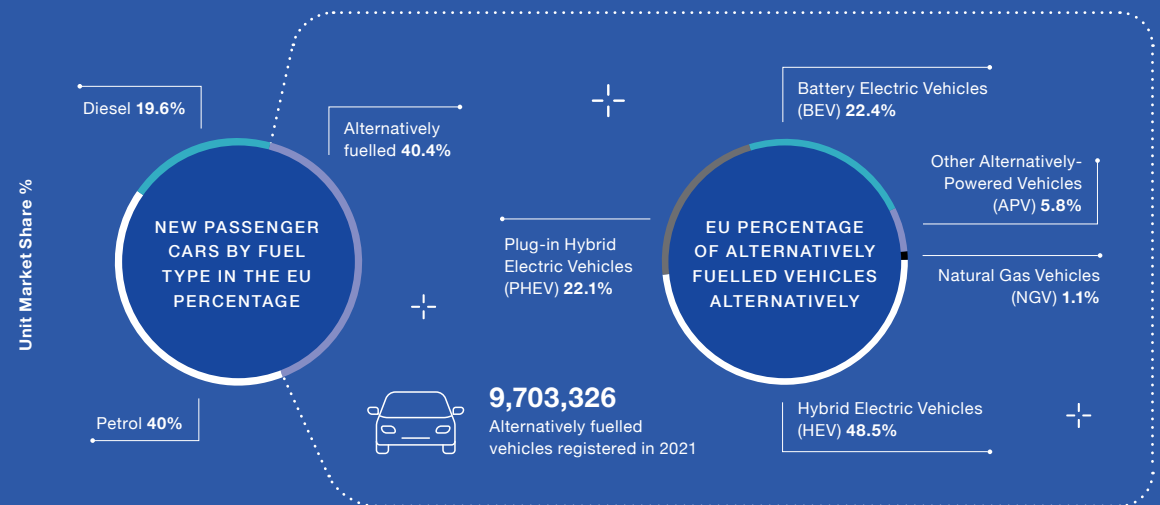 Unit Market Share %
Diesel 19.6%
Alternatively
fuelled 40.4%
NEW PASSENGER
CARS BY FUEL
TYPE IN THE EU
PERCENTAGE
Petrol 40%
Battery Electric Vehicles
(BEV) 22.4%
Other Alternatively-
Powered Vehicles
(APV) 5.8%
Plug-in Hybrid
Electric Vehicles
(PHEV) 22.1%
EU PERCENTAGE
OF ALTERNATIVELY
FUELLED VEHICLES
ALTERNATIVELY
Natural Gas Vehicles
(NGV) 1.1%
Hybrid Electric Vehicles
(HEV) 48.5%
9,703,326
Alternatively fuelled
vehicles registered in 2021